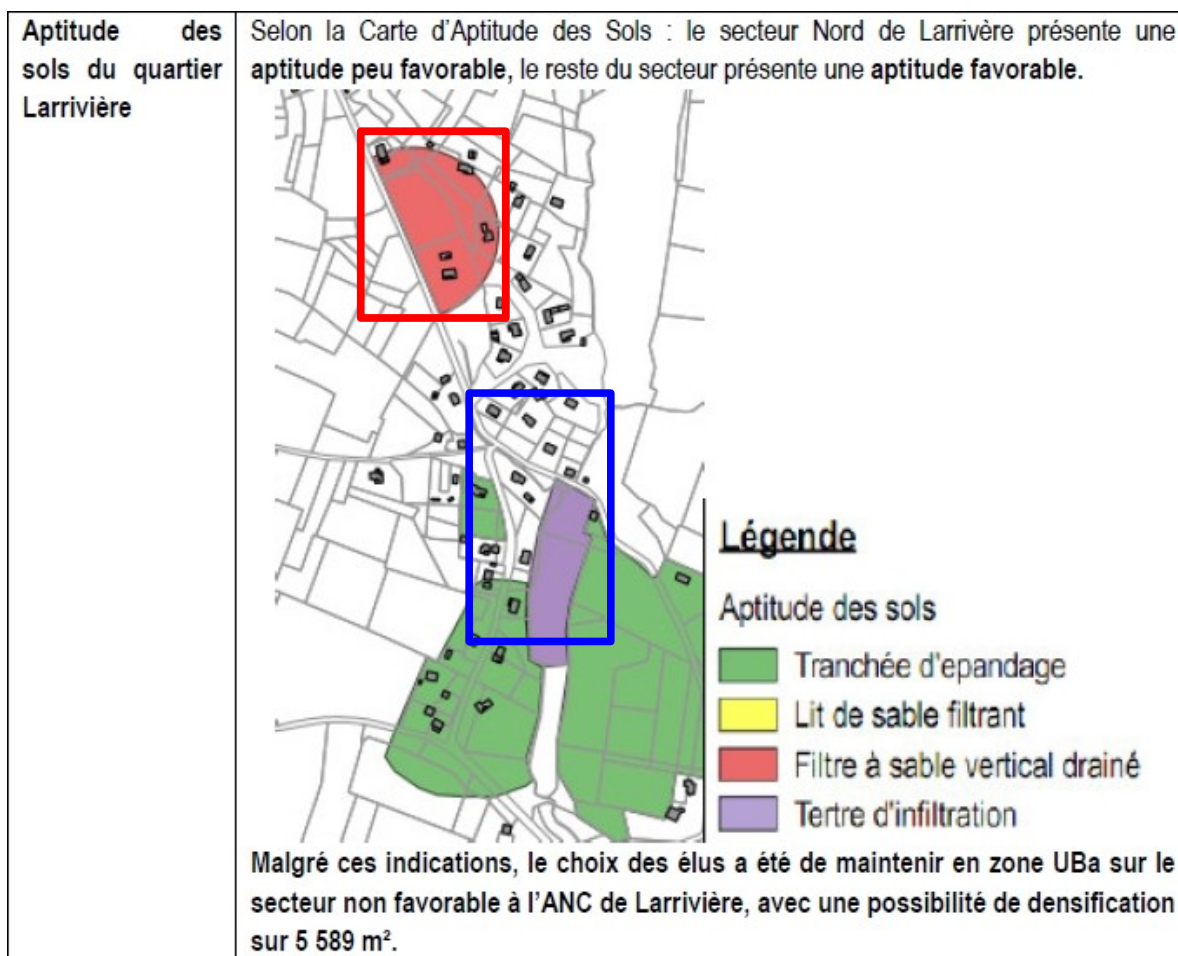 Aptitude des
sols du quartier
Larrivière
Selon la Carte d'Aptitude des Sols : le secteur Nord de Larrivère présente une
aptitude peu favorable, le reste du secteur présente une aptitude favorable.
Légende
Aptitude des sols
Tranchée d'epandage
Lit de sable filtrant
Filtre à sable vertical drainé
Tertre d'infiltration
Malgré ces indications, le choix des élus a été de maintenir en zone UBa sur le
secteur non favorable à l'ANC de Larrivière, avec une possibilité de densification
sur 5 589 m².